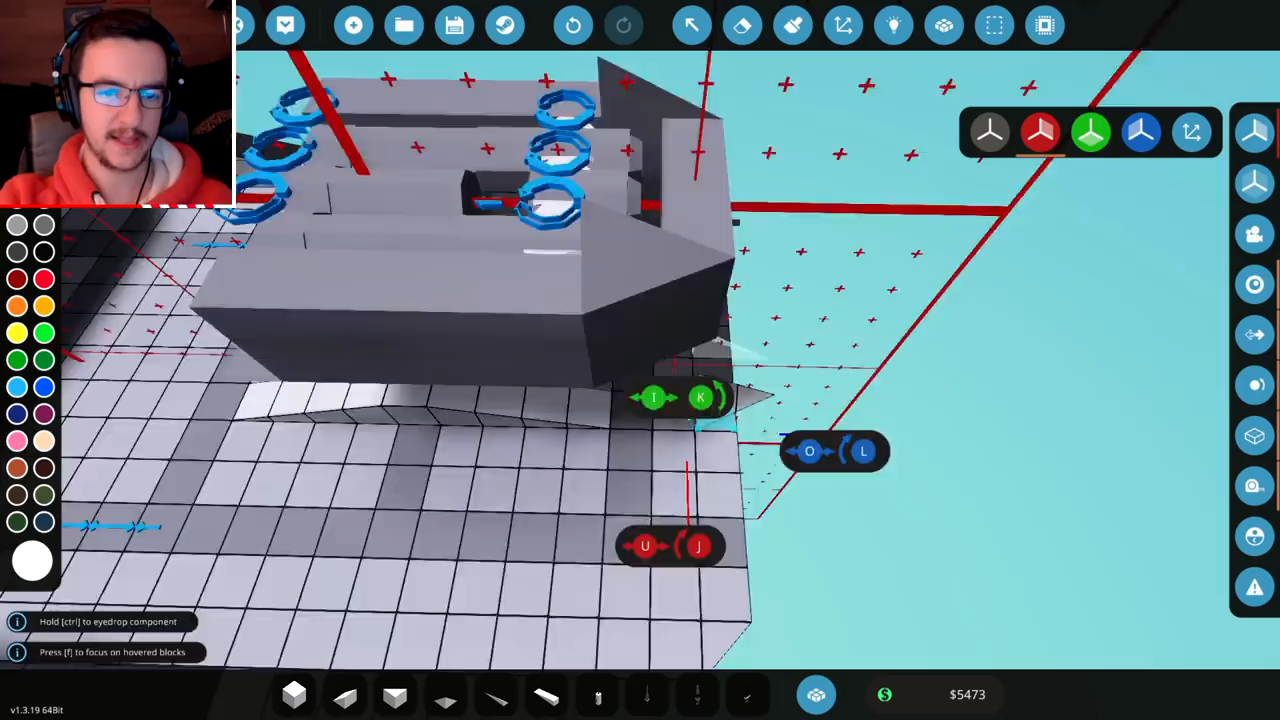 I K
O L
U J
Hold [ctrl] to eyedrop component
Press [f] to focus on hovered blocks
v1.3.19 64Bit
$ $5473